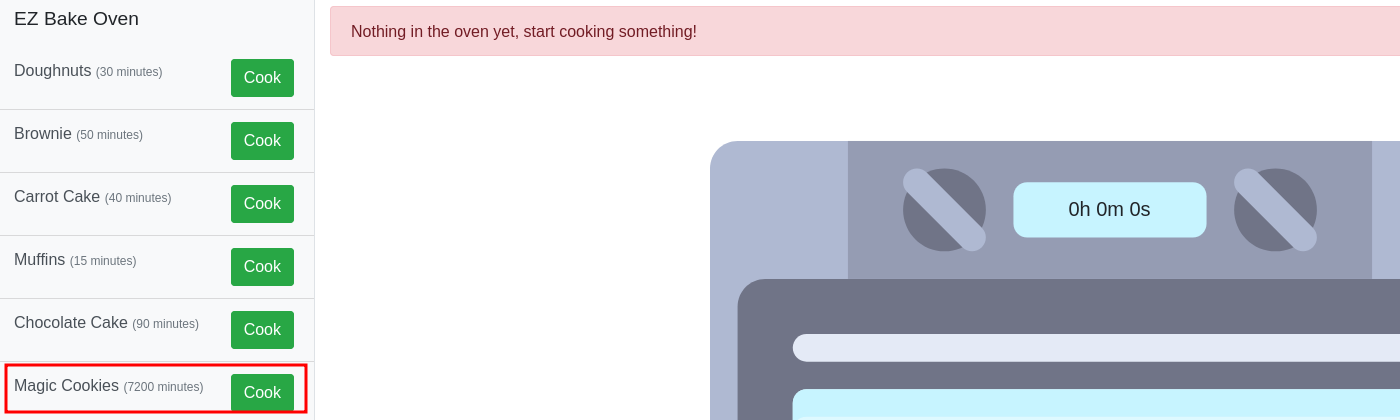 EZ Bake Oven
Nothing in the oven yet, start cooking something!
Doughnuts (30 minutes) Cook
Brownie (50 minutes) Cook
Carrot Cake (40 minutes) Cook
Muffins (15 minutes) Cook
Chocolate Cake (90 minutes) Cook
Magic Cookies (7200 minutes) Cook
0h 0m 0s